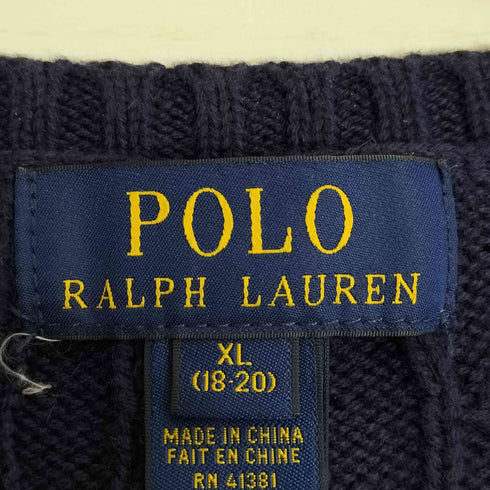 POLO
RALPH LAUREN
XL
(18-20)
MADE IN CHINA
FAIT EN CHINE
RN 41381